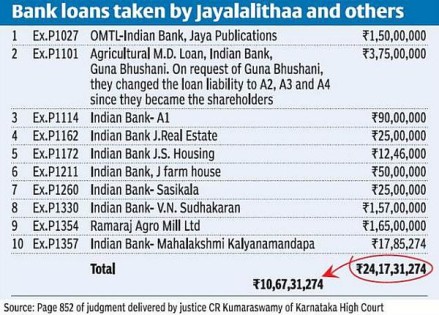 Bank loans taken by Jayalalithaa and others
1 Ex.P1027 OMTL-Indian Bank, Jaya Publications ₹1,50,00,000
2 Ex.P1101 Agricultural M.D. Loan, Indian Bank, ₹3,75,00,000
Guna Bhushani. On request of Guna Bhushani,
they changed the loan liability to A2, A3 and A4
since they became the shareholders
3 Ex.P1114 Indian Bank- A1 ₹90,00,000
4 Ex.P1162 Indian Bank J.Real Estate ₹25,00,000
5 Ex.P1172 Indian Bank J.S. Housing ₹12,46,000
6 Ex.P1211 Indian Bank, J farm house ₹50,00,000
7 Ex.P1260 Indian Bank- Sasikala ₹25,00,000
8 Ex.P1330 Indian Bank- V.N. Sudhakaran ₹1,57,00,000
9 Ex.P1354 Ramaraj Agro Mill Ltd ₹1,65,00,000
10 Ex.P1357 Indian Bank- Mahalakshmi Kalyanamandapa ₹17,85,274
Total ₹24,17,31,274
₹10,67,31,274
Source: Page 852 of judgment delivered by justice CR Kumaraswamy of Karnataka High Court